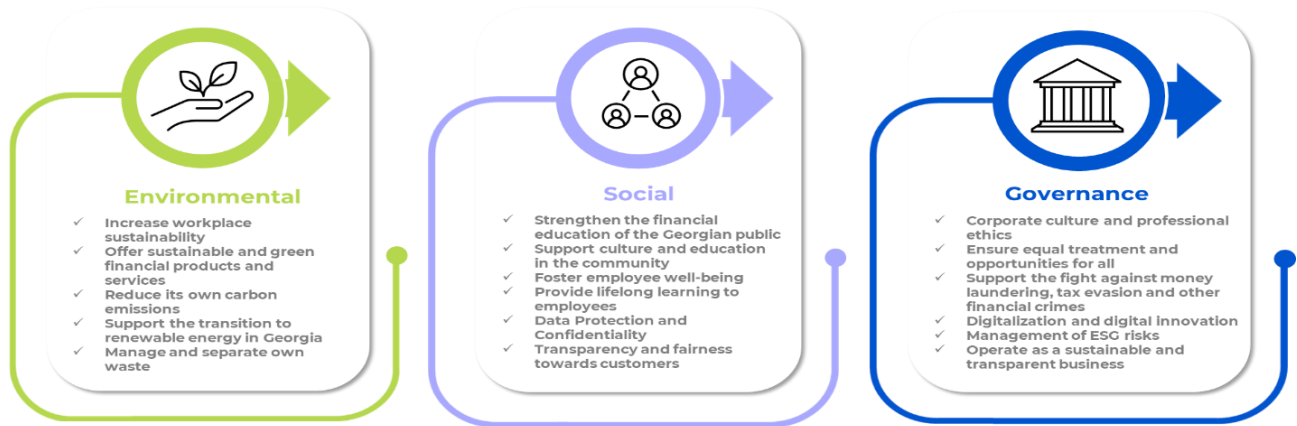 Environmental
✓ Increase workplace
sustainability
✓ Offer sustainable and green
financial products and
services
✓ Reduce its own carbon
emissions
✓ Support the transition to
renewable energy in Georgia
✓ Manage and separate own
waste
Social
✓ Strengthen the financial
education of the Georgian public
✓ Support culture and education
in the community
✓ Foster employee well-being
✓ Provide lifelong learning to
employees
✓ Data Protection and
Confidentiality
✓ Transparency and fairness
towards customers
Governance
✓ Corporate culture and professional
ethics
✓ Ensure equal treatment and
opportunities for all
✓ Support the fight against money
laundering, tax evasion and other
financial crimes
✓ Digitalization and digital innovation
✓ Management of ESG risks
✓ Operate as a sustainable and
transparent business